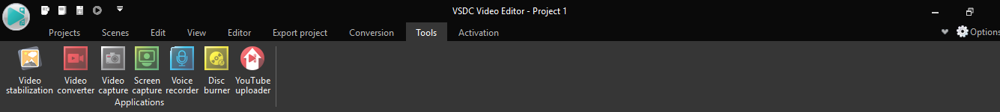 VSDC Video Editor - Project 1
Projects Scenes Edit View Editor Export project Conversion Tools Activation Options
Video stabilization
Video converter
Video capture
Screen capture
Voice recorder
Disc burner
YouTube uploader
Applications